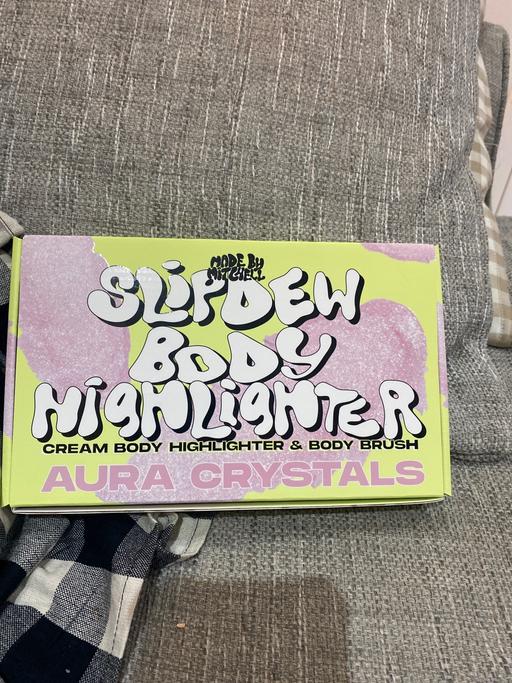 MADE BY
MITCHELL
SLIPDEW
BODY
HIGHLIGHTER
CREAM BODY HIGHLIGHTER & BODY BRUSH
AURA CRYSTALS